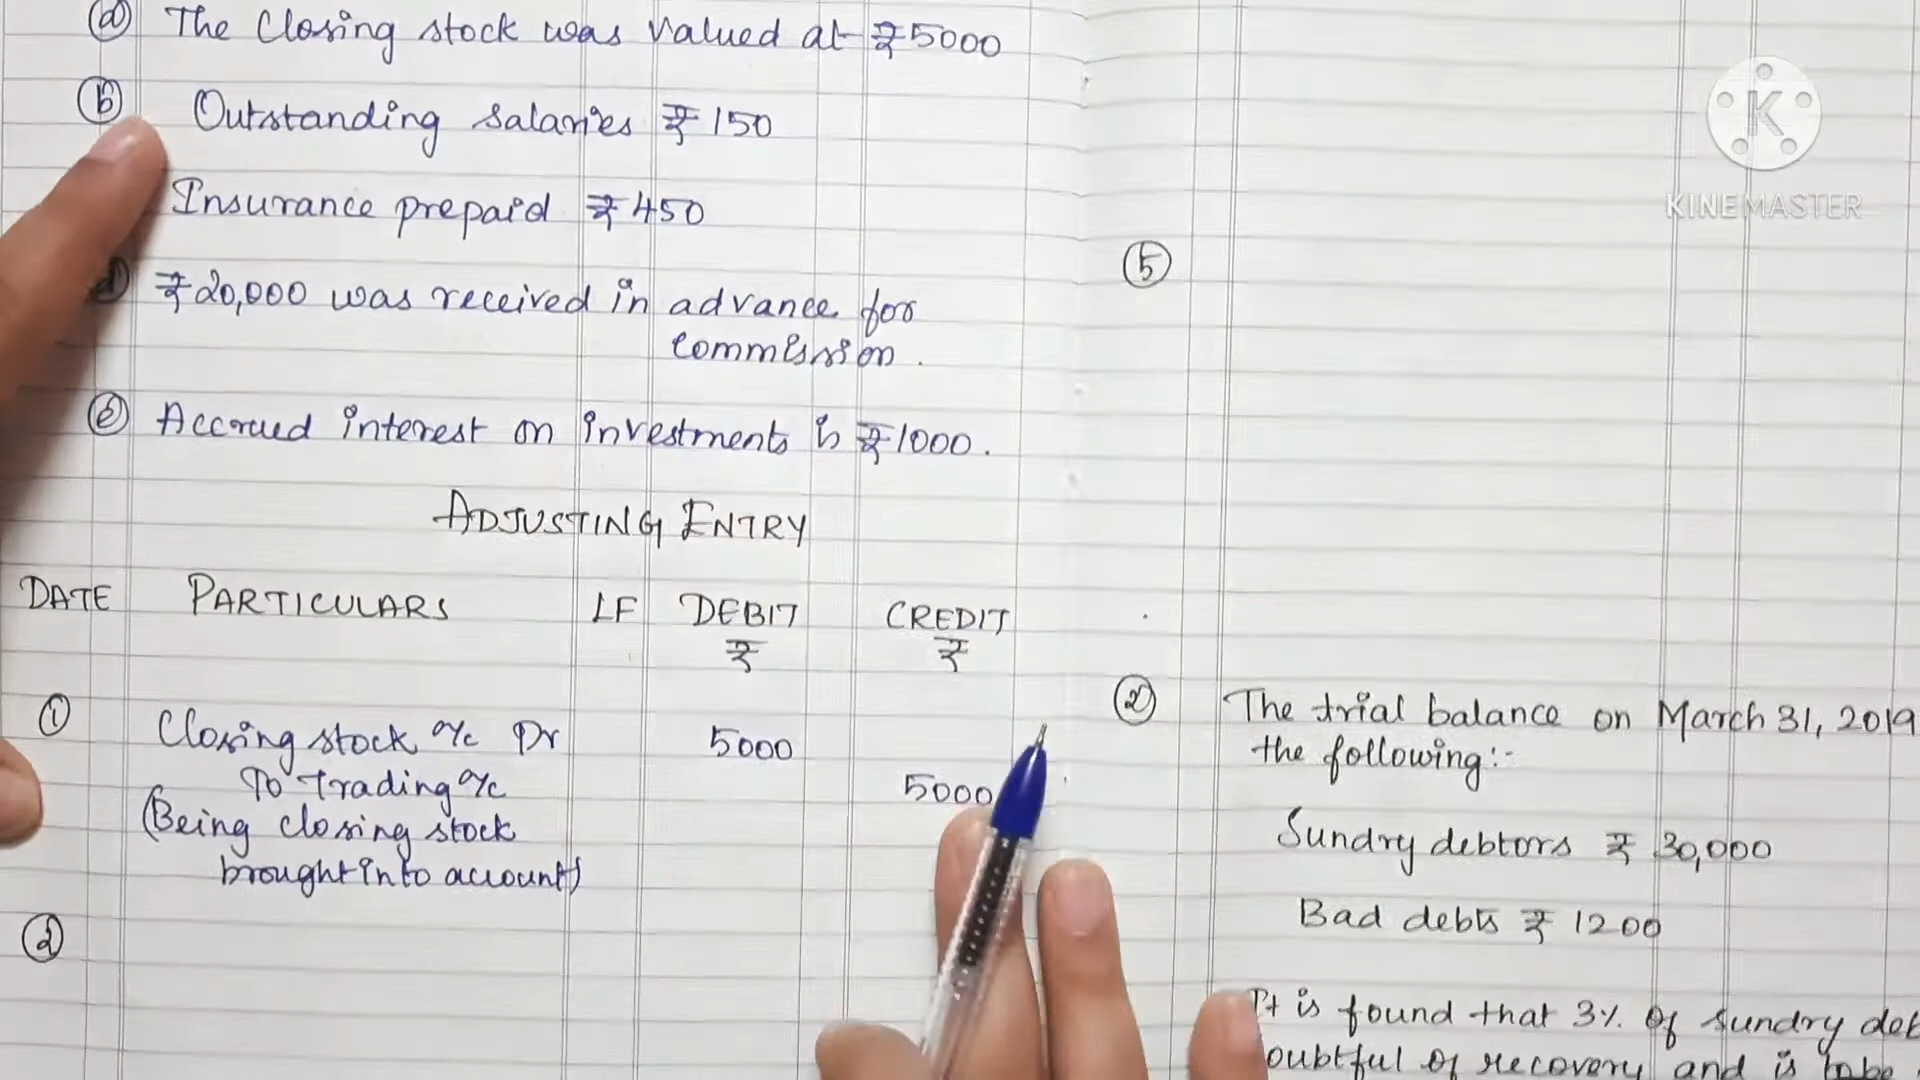 ⓐ The Closing stock was valued at ₹5000
ⓑ Outstanding salaries ₹150
Insurance prepaid ₹450
₹20,000 was received in advance for
commission.
ⓔ Accrued interest on investments is ₹1000.
ADJUSTING ENTRY
DATE PARTICULARS LF DEBIT ₹ CREDIT ₹
① Closing stock a/c Dr 5000
To trading a/c 5000
(Being closing stock
brought into account)
②
K
KINEMASTER
⑤
② The trial balance on March 31, 2019
the following:-
Sundry debtors ₹ 30,000
Bad debts ₹ 1200
It is found that 3% of sundry deb
oubtful of recovery and is to be